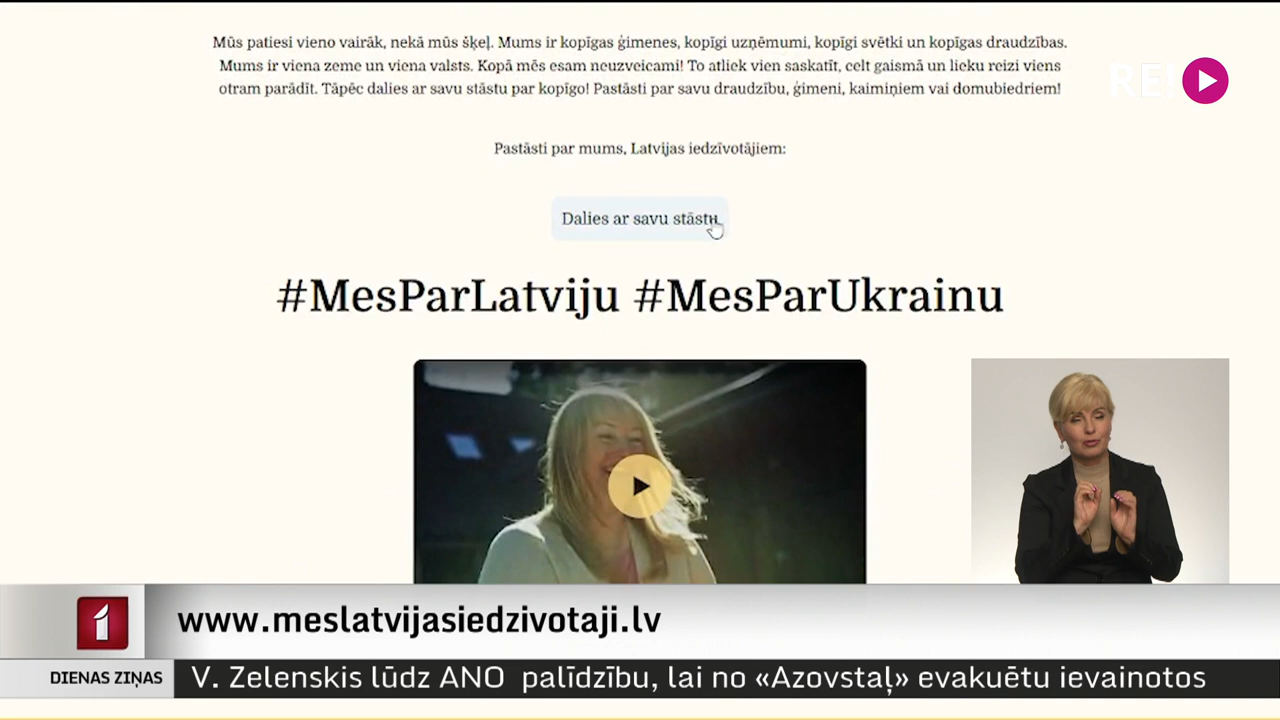 Mūs patiesi vieno vairāk, nekā mūs šķeļ. Mums ir kopīgas ģimenes, kopīgi uzņēmumi, kopīgi svētki un kopīgas draudzības.
Mums ir viena zeme un viena valsts. Kopā mēs esam neuzveicami! To atliek vien saskatīt, celt gaismā un lieku reizi viens
otram parādīt. Tāpēc dalies ar savu stāstu par kopīgo! Pastāsti par savu draudzību, ģimeni, kaimiņiem vai domubiedriem!
RE!
Pastāsti par mums, Latvijas iedzīvotājiem:
Dalies ar savu stāstu
#MesParLatviju #MesParUkrainu
1
www.meslatvijasiedzivotaji.lv
DIENAS ZIŅAS
V. Zelenskis lūdz ANO palīdzību, lai no «Azovstaļ» evakuētu ievainotos